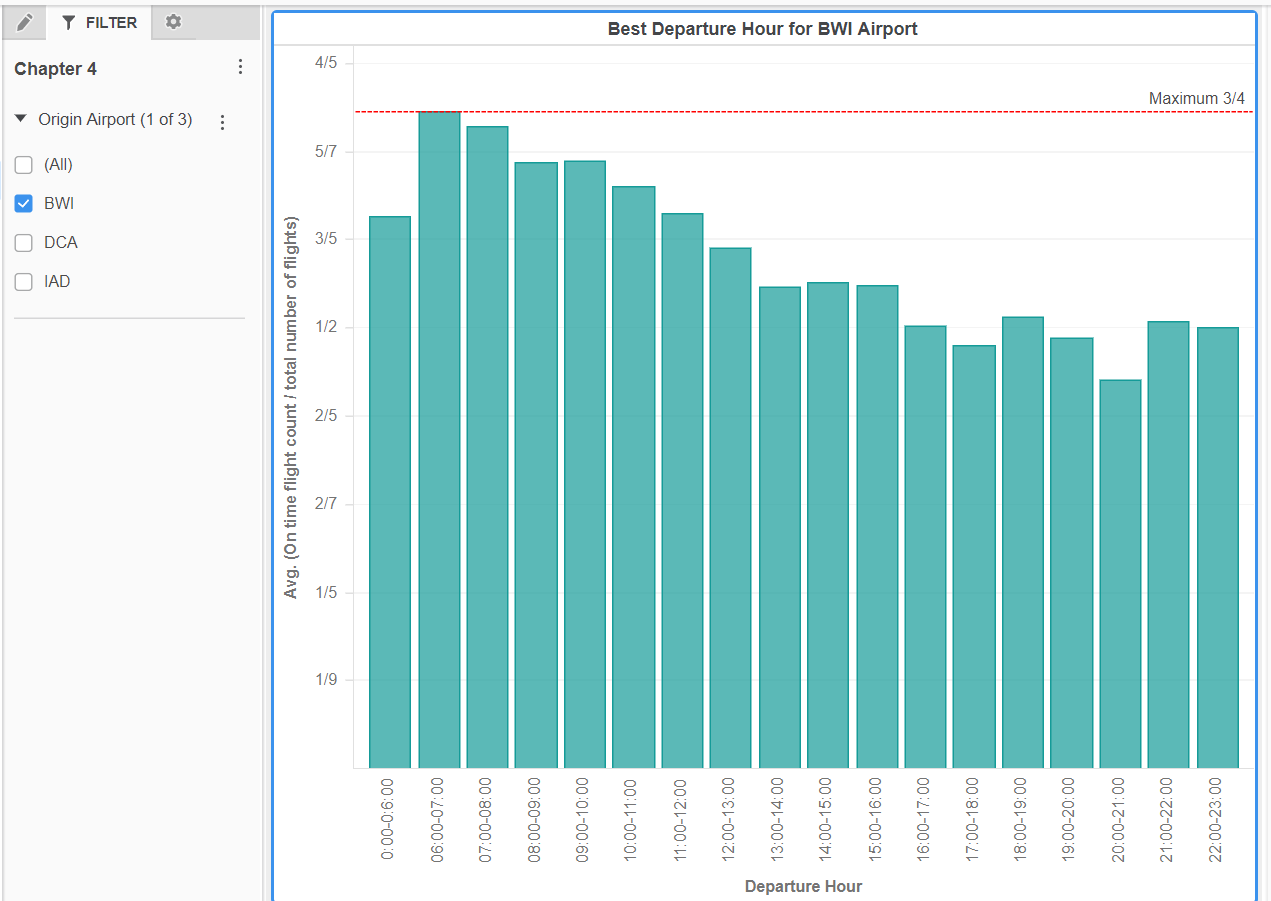 FILTER
Chapter 4
Origin Airport (1 of 3)
(All)
BWI
DCA
IAD
Best Departure Hour for BWI Airport
Maximum 3/4
4/5
5/7
3/5
1/2
2/5
2/7
1/5
1/9
Avg. (On time flight count / total number of flights)
0:00-0:6:00
06:00-07:00
07:00-08:00
08:00-09:00
09:00-10:00
10:00-11:00
11:00-12:00
12:00-13:00
13:00-14:00
14:00-15:00
15:00-16:00
16:00-17:00
17:00-18:00
18:00-19:00
19:00-20:00
20:00-21:00
21:00-22:00
22:00-23:00
Departure Hour